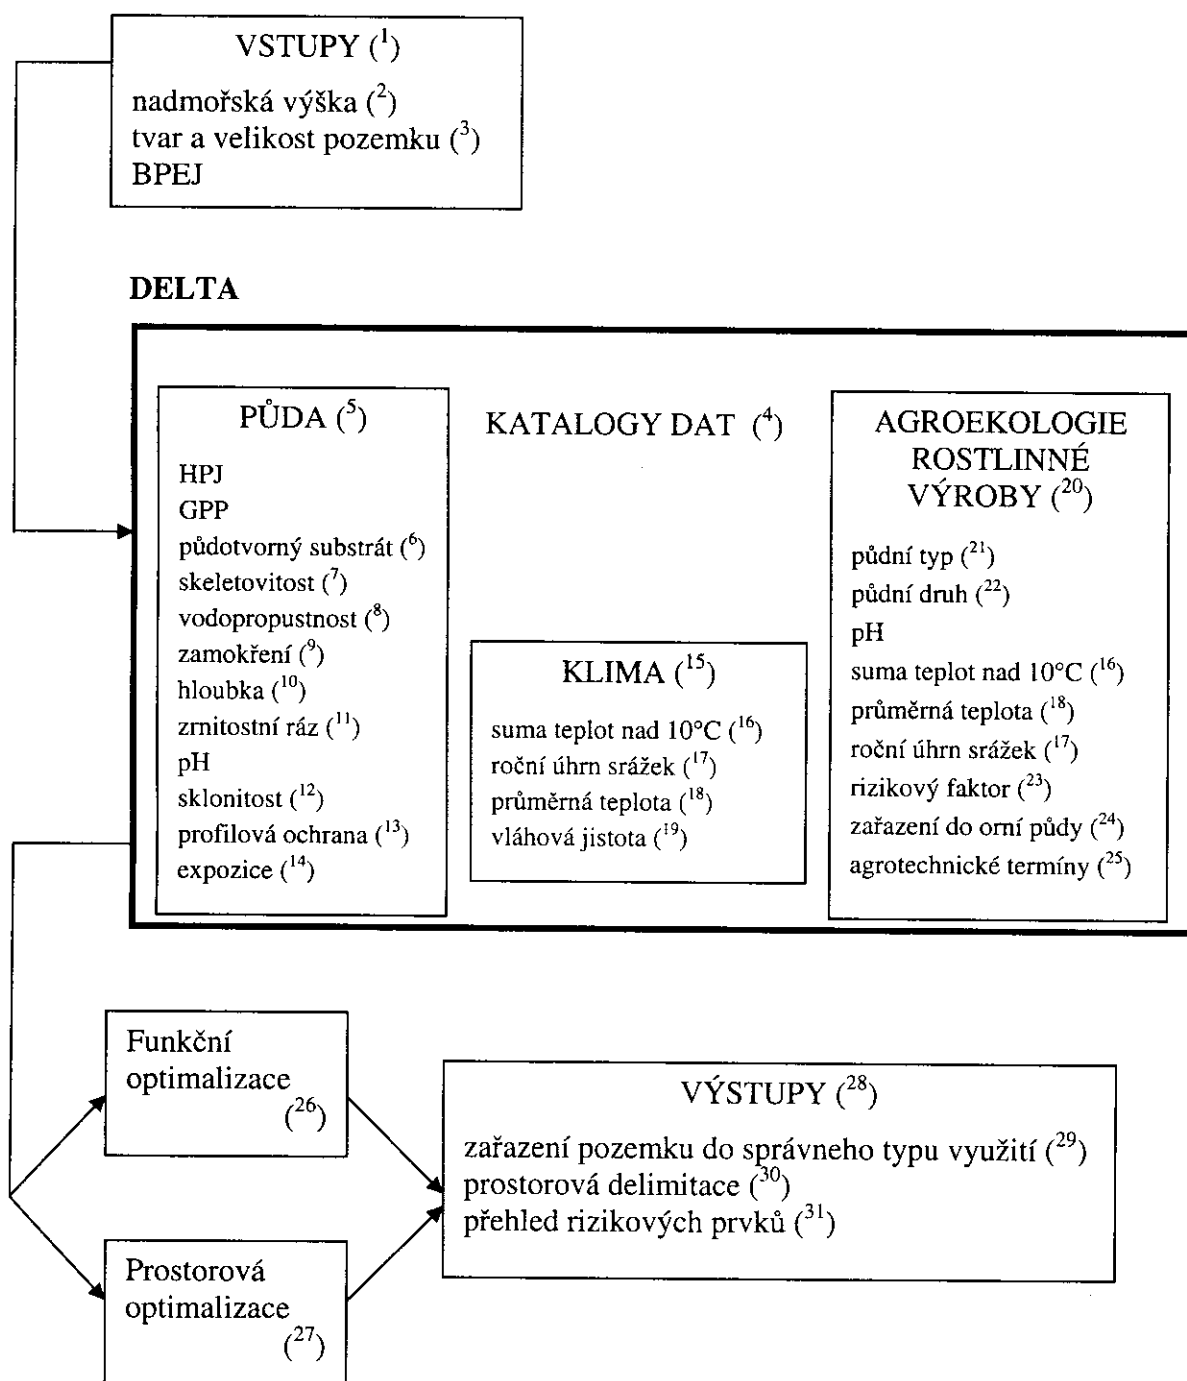 VSTUPY (1)
nadmořská výška (2)
tvar a velikost pozemku (3)
BPEJ
DELTA
PŮDA (5)
HPJ
GPP
půdotvorný substrát (6)
skeletovitost (7)
vodopropustnost (8)
zamokření (9)
hloubka (10)
zrnitostní ráz (11)
pH
sklonitost (12)
profilová ochrana (13)
expozice (14)
KATALOGY DAT (4)
KLIMA (15)
suma teplot nad 10°C (16)
roční úhrn srážek (17)
průměrná teplota (18)
vláhová jistota (19)
AGROEKOLOGIE
ROSTLINNÉ
VÝROBY (20)
půdní typ (21)
půdní druh (22)
pH
suma teplot nad 10°C (16)
průměrná teplota (18)
roční úhrn srážek (17)
rizikový faktor (23)
zařazení do orní půdy (24)
agrotechnické termíny (25)
Funkční
optimalizace
(26)
Prostorová
optimalizace
(27)
VÝSTUPY (28)
zařazení pozemku do správneho typu využití (29)
prostorová delimitace (30)
přehled rizikových prvků (31)